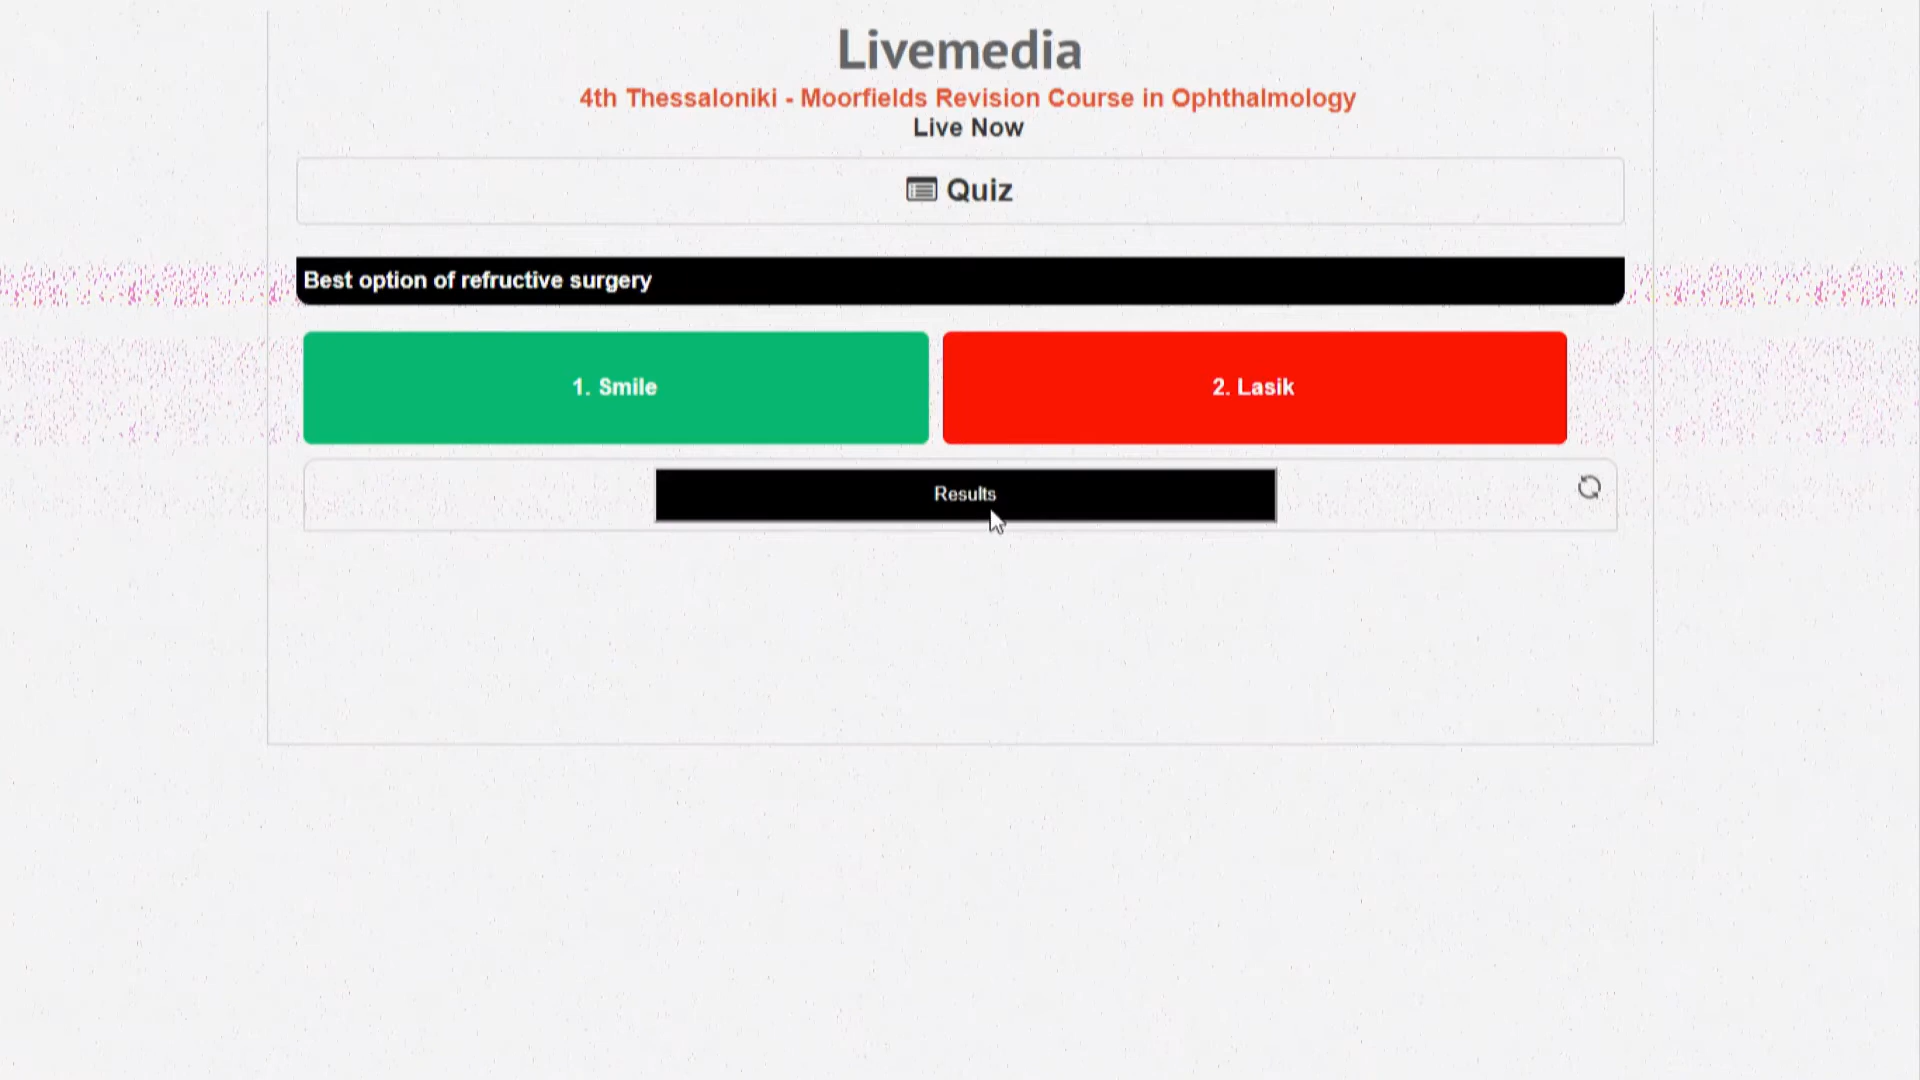 Livemedia
4th Thessaloniki - Moorfields Revision Course in Ophthalmology
Live Now
Quiz
Best option of refructive surgery
1. Smile
2. Lasik
Results